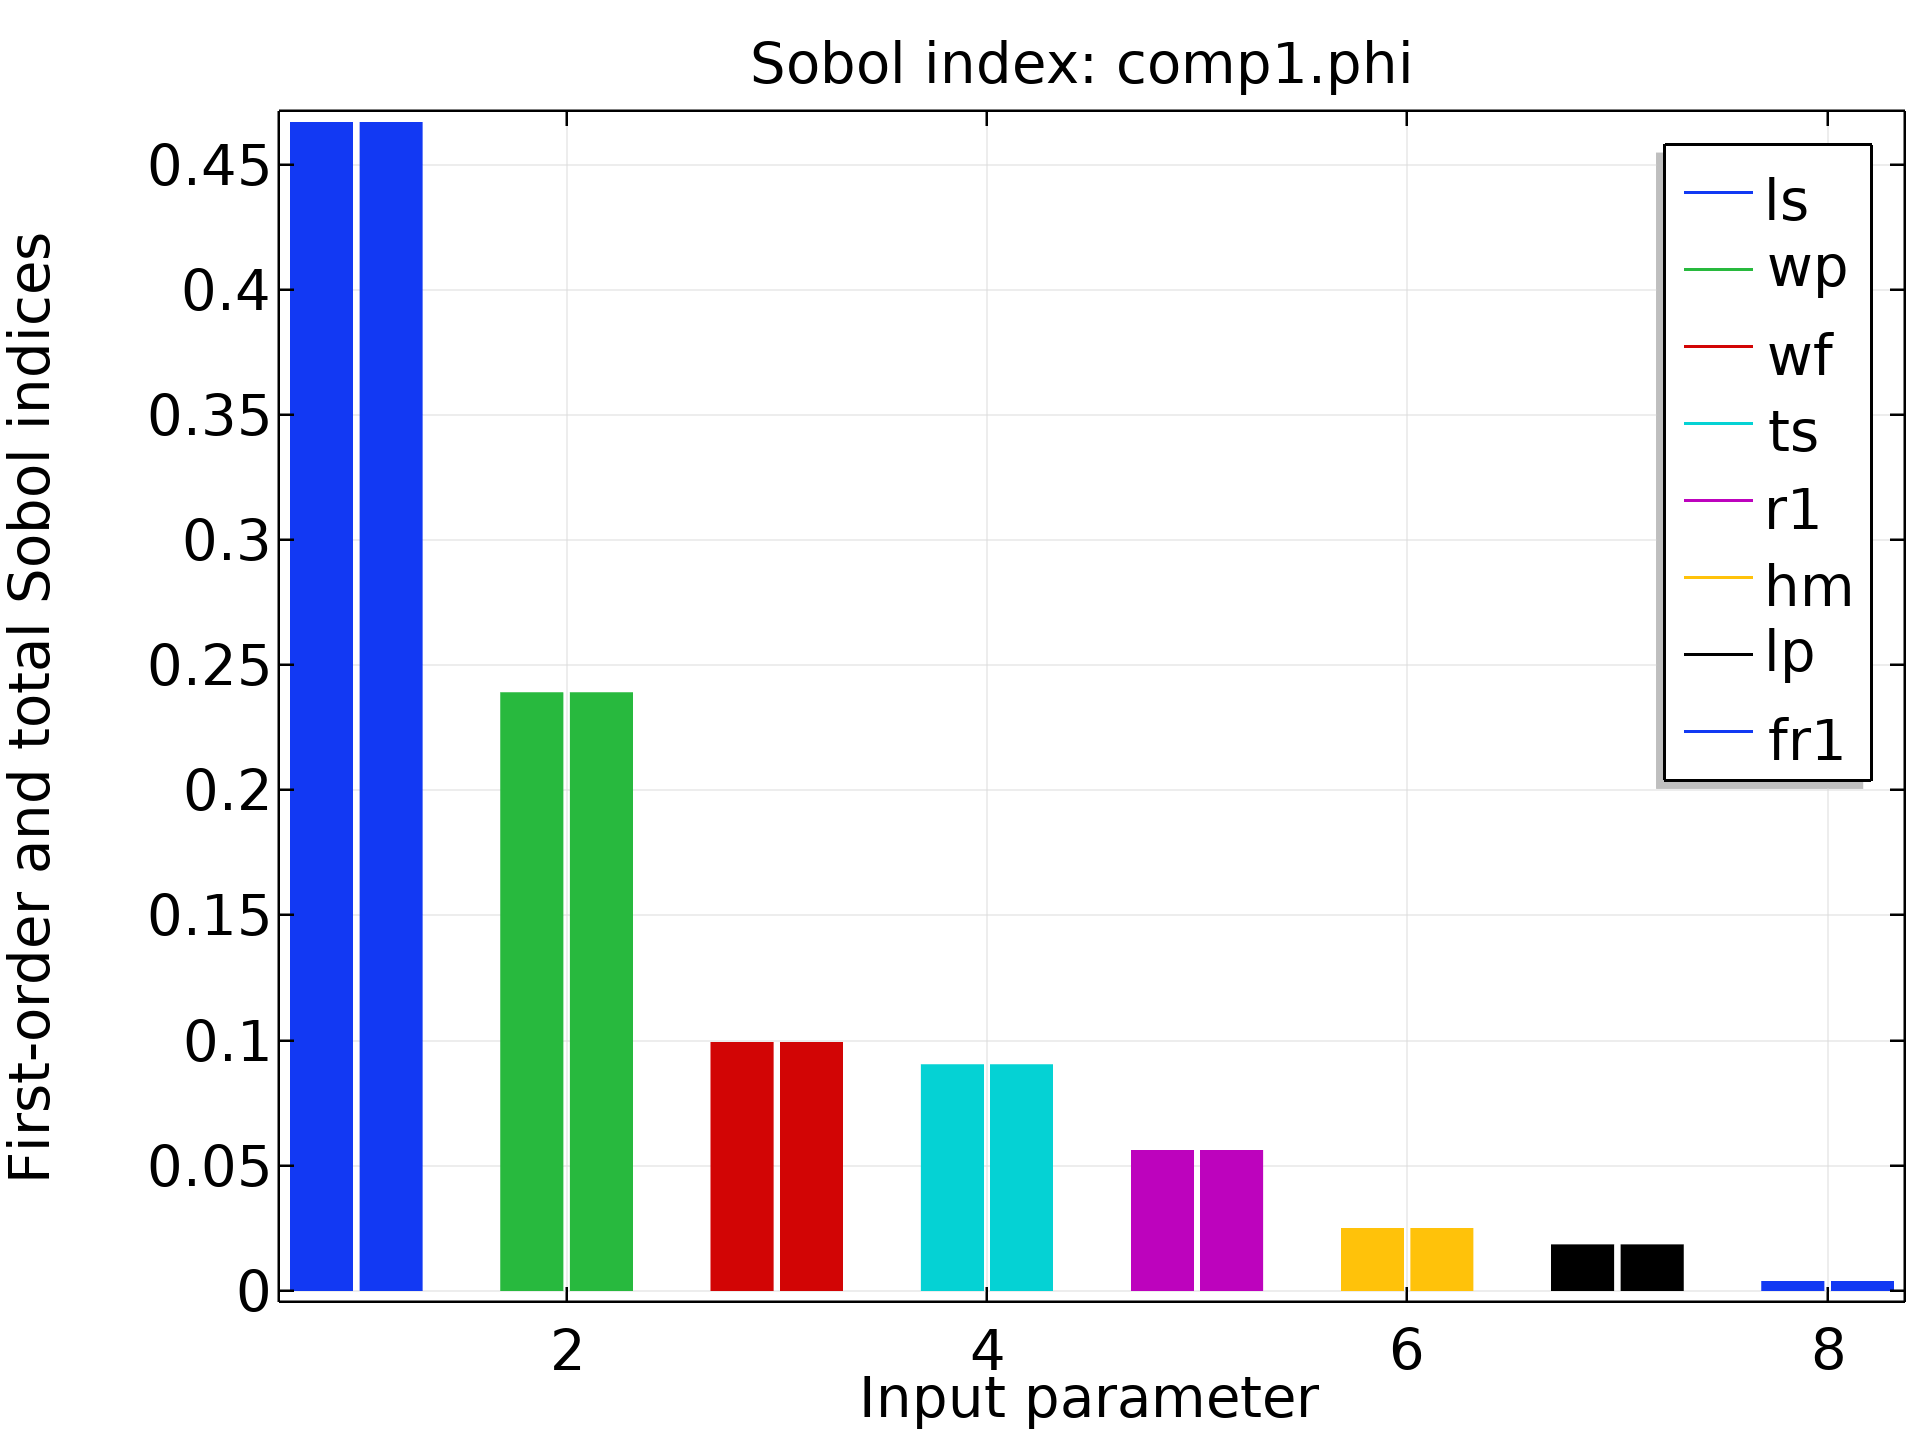 Sobol index: comp1.phi
First-order and total Sobol indices
0.45
0.4
0.35
0.3
0.25
0.2
0.15
0.1
0.05
0
ls
wp
wf
ts
r1
hm
lp
fr1
2 4 6 8
Input parameter